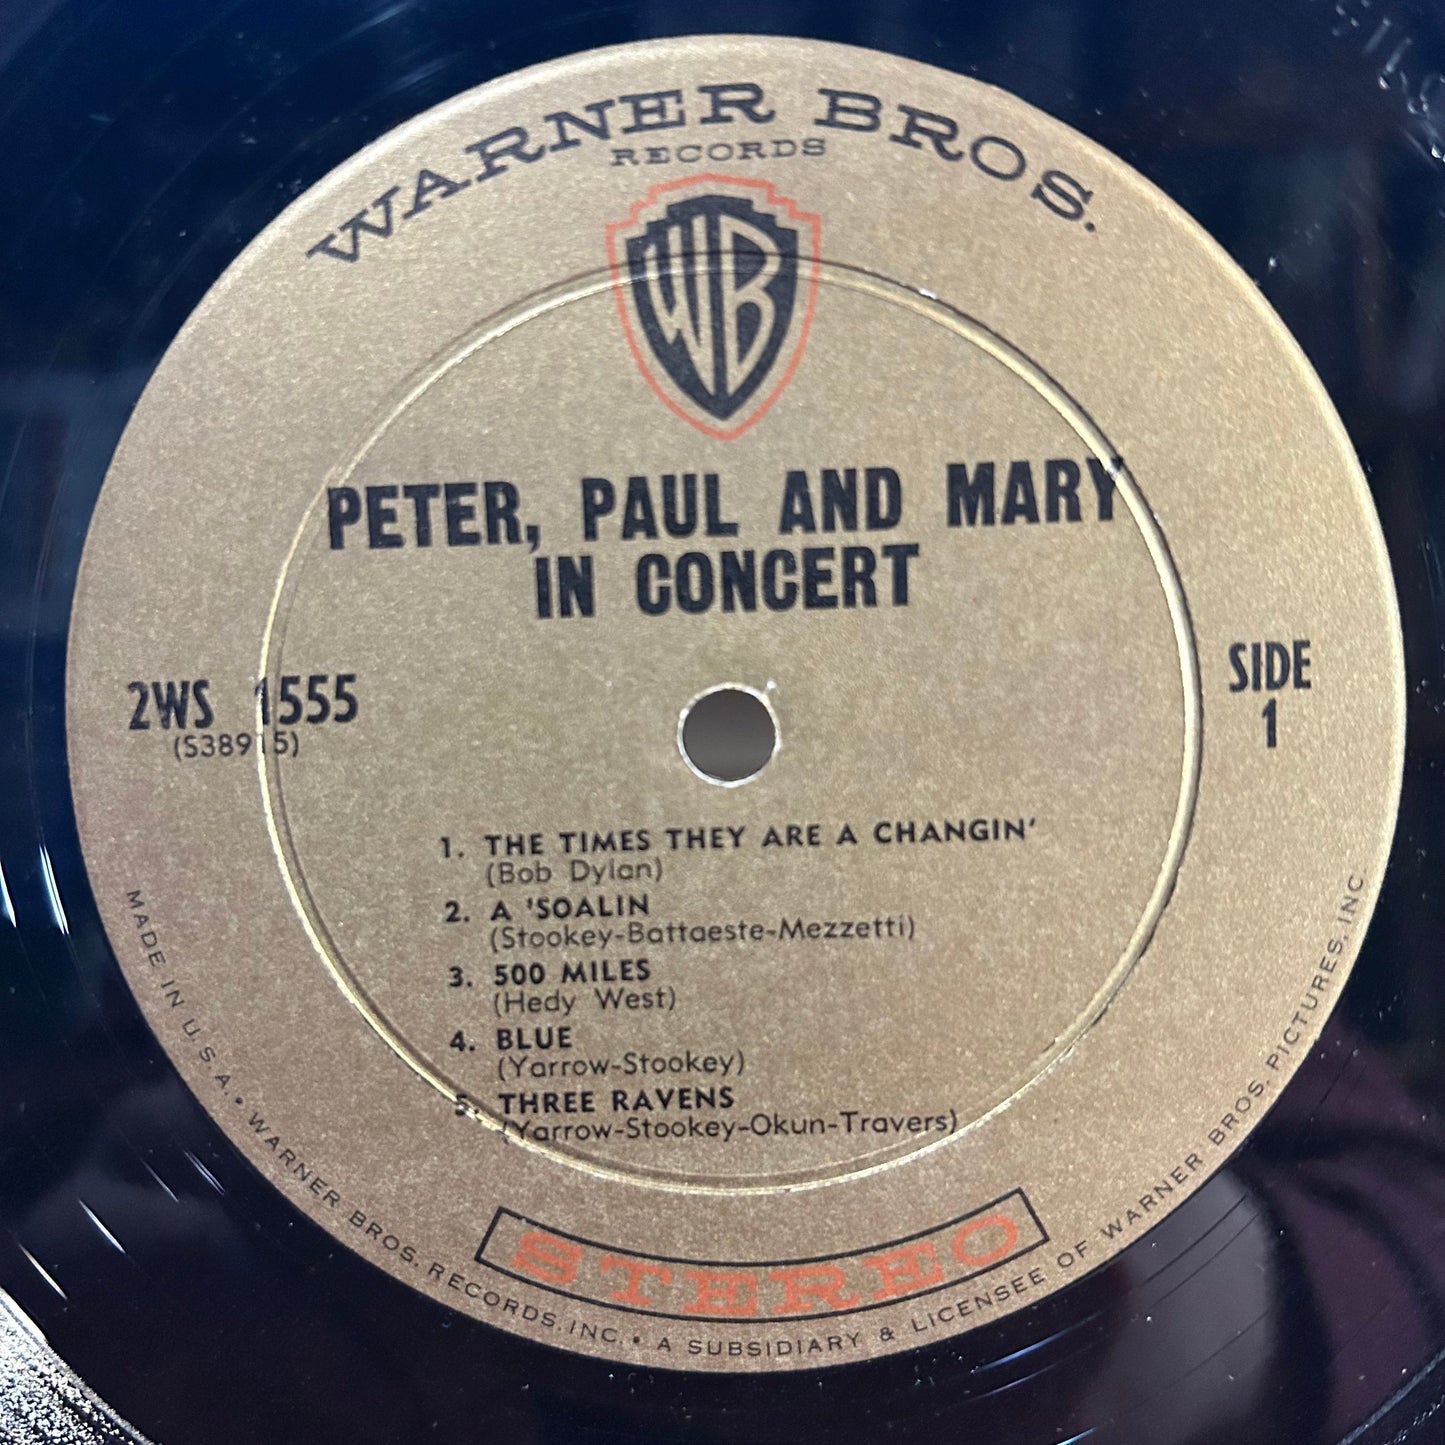 WARNER BROS.
RECORDS
WB
PETER, PAUL AND MARY
IN CONCERT
2WS 1555
(S38915)
SIDE
1
1. THE TIMES THEY ARE A CHANGIN'
(Bob Dylan)
2. A 'SOALIN
(Stookey-Battaeste-Mezzetti)
3. 500 MILES
(Hedy West)
4. BLUE
(Yarrow-Stookey)
5. THREE RAVENS
(Yarrow-Stookey-Okun-Travers)
STEREO
MADE IN U.S.A. • WARNER BROS. RECORDS, INC. • A SUBSIDIARY & LICENSEE OF WARNER BROS. PICTURES, INC.